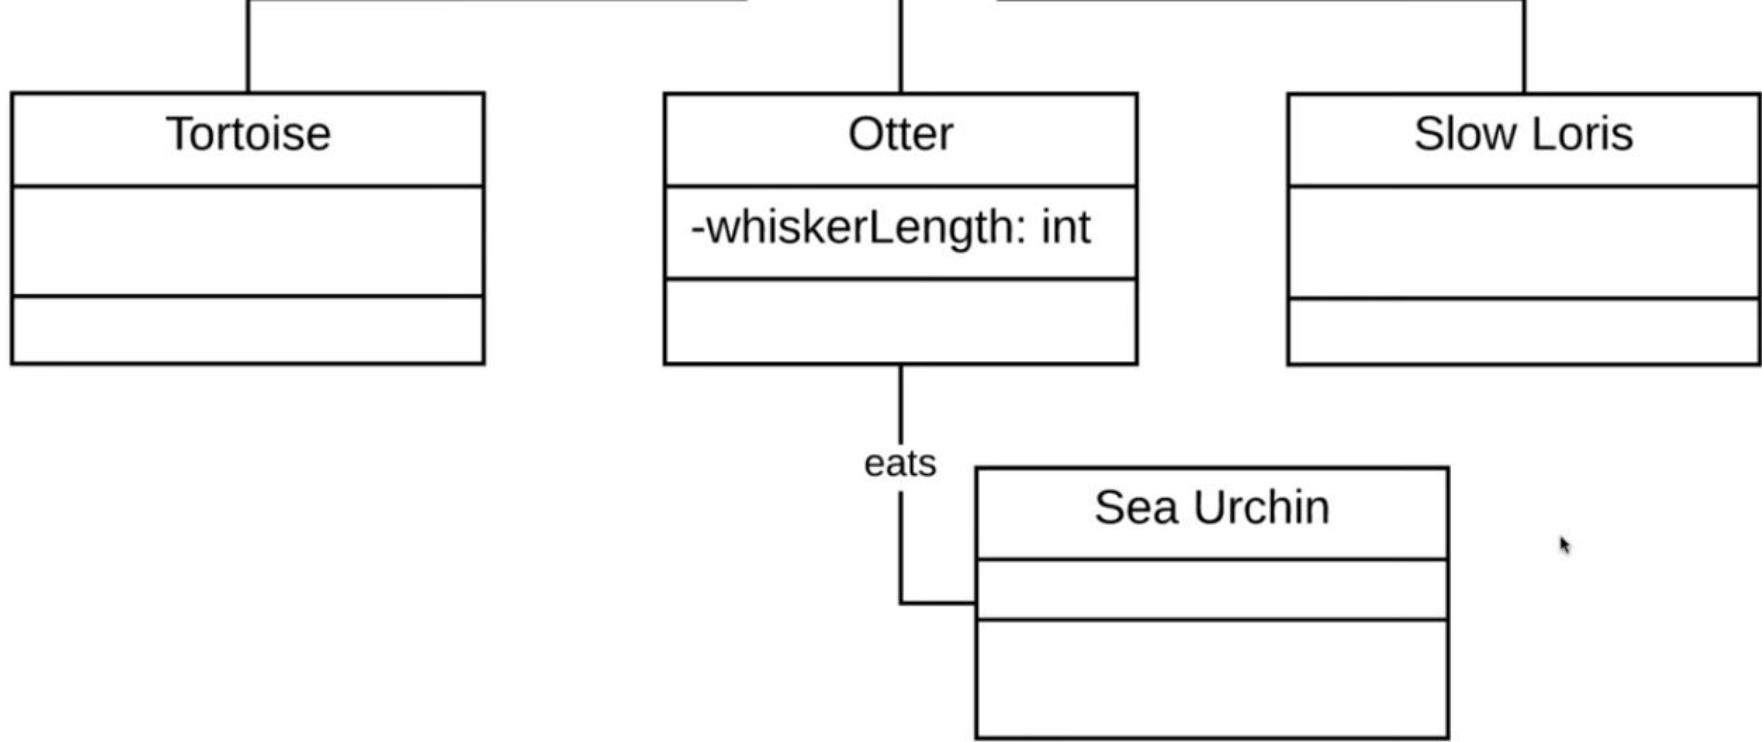 Tortoise
Otter
Slow Loris
-whiskerLength: int
eats
Sea Urchin